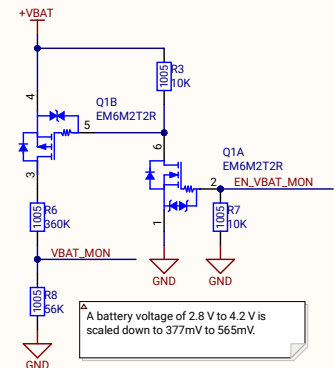 +VBAT
R3
1005
10K
4
Q1B
EM6M2T2R
5
6
Q1A
EM6M2T2R
3
2
EN_VBAT_MON
R6
1005
360K
1
R7
1005
10K
VBAT_MON
GND
GND
R8
1005
56K
A battery voltage of 2.8 V to 4.2 V is
scaled down to 377mV to 565mV.
GND